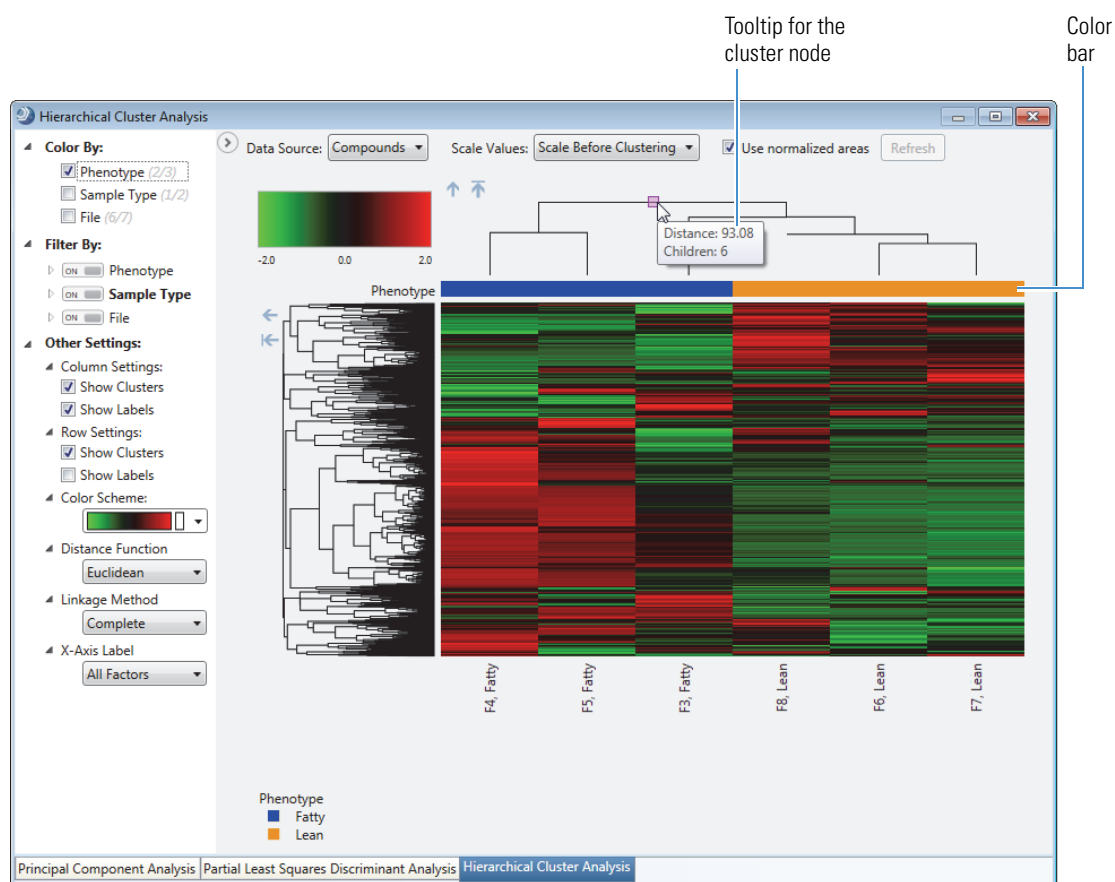 Tooltip for the
cluster node
Color
bar
Hierarchical Cluster Analysis
Color By:
Phenotype (2/3)
Sample Type (1/2)
File (6/7)
Filter By:
ON Phenotype
ON Sample Type
ON File
Other Settings:
Column Settings:
Show Clusters
Show Labels
Row Settings:
Show Clusters
Show Labels
Color Scheme:
Distance Function
Euclidean
Linkage Method
Complete
X-Axis Label
All Factors
Data Source: Compounds Scale Values: Scale Before Clustering Use normalized areas Refresh
-2.0 0.0 2.0
Distance: 93.08
Children: 6
Phenotype
F4, Fatty
F5, Fatty
F3, Fatty
F8, Lean
F6, Lean
F7, Lean
Phenotype
Fatty
Lean
Principal Component Analysis Partial Least Squares Discriminant Analysis Hierarchical Cluster Analysis